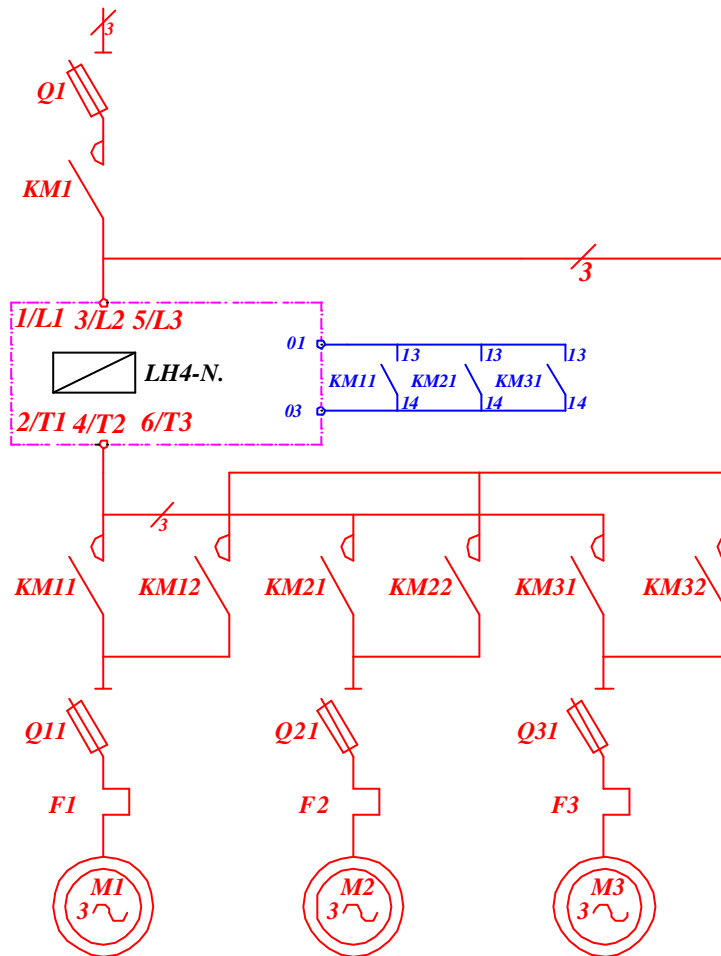 3
Q1
KM1
3
1/L1 3/L2 5/L3
LH4-N.
2/T1 4/T2 6/T3
01
13 13 13
KM11 KM21 KM31
03
14 14 14
3
KM11 KM12 KM21 KM22 KM31 KM32
Q11 Q21 Q31
F1 F2 F3
M1 M2 M3
3 3 3